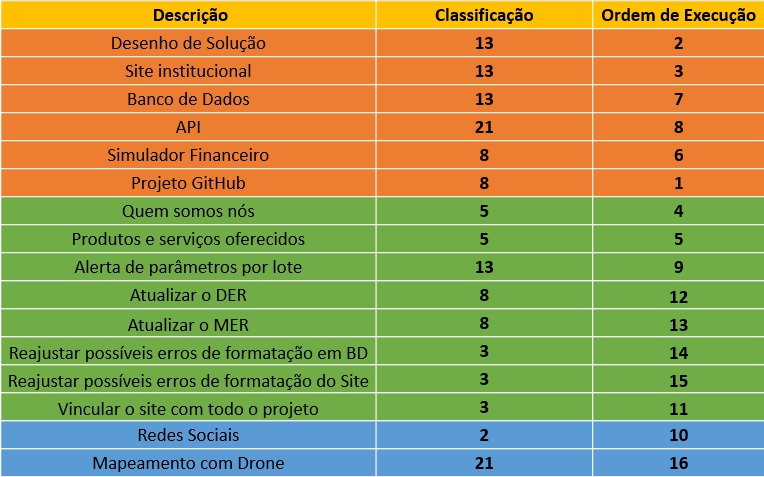 Descrição Classificação Ordem de Execução
Desenho de Solução 13 2
Site institucional 13 3
Banco de Dados 13 7
API 21 8
Simulador Financeiro 8 6
Projeto GitHub 8 1
Quem somos nós 5 4
Produtos e serviços oferecidos 5 5
Alerta de parâmetros por lote 13 9
Atualizar o DER 8 12
Atualizar o MER 8 13
Reajustar possíveis erros de formatação em BD 3 14
Reajustar possíveis erros de formatação do Site 3 15
Vincular o site com todo o projeto 3 11
Redes Sociais 2 10
Mapeamento com Drone 21 16